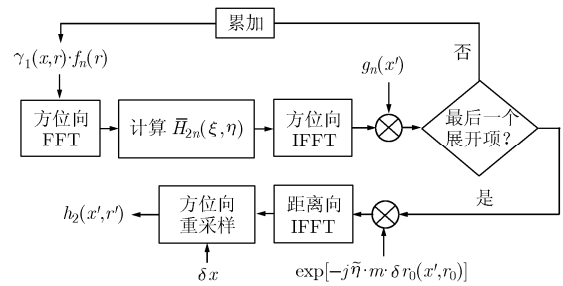 累加
γ₁(x,r)·fₙ(r)
否
gₙ(x′)
方位向
FFT
计算 H̅₂ₙ(ξ,η)
方位向
IFFT
最后一个
展开项?
是
h₂(x′,r′)
方位向
重采样
距离向
IFFT
δx
exp[−jη̃·m·δr₀(x′,r₀)]